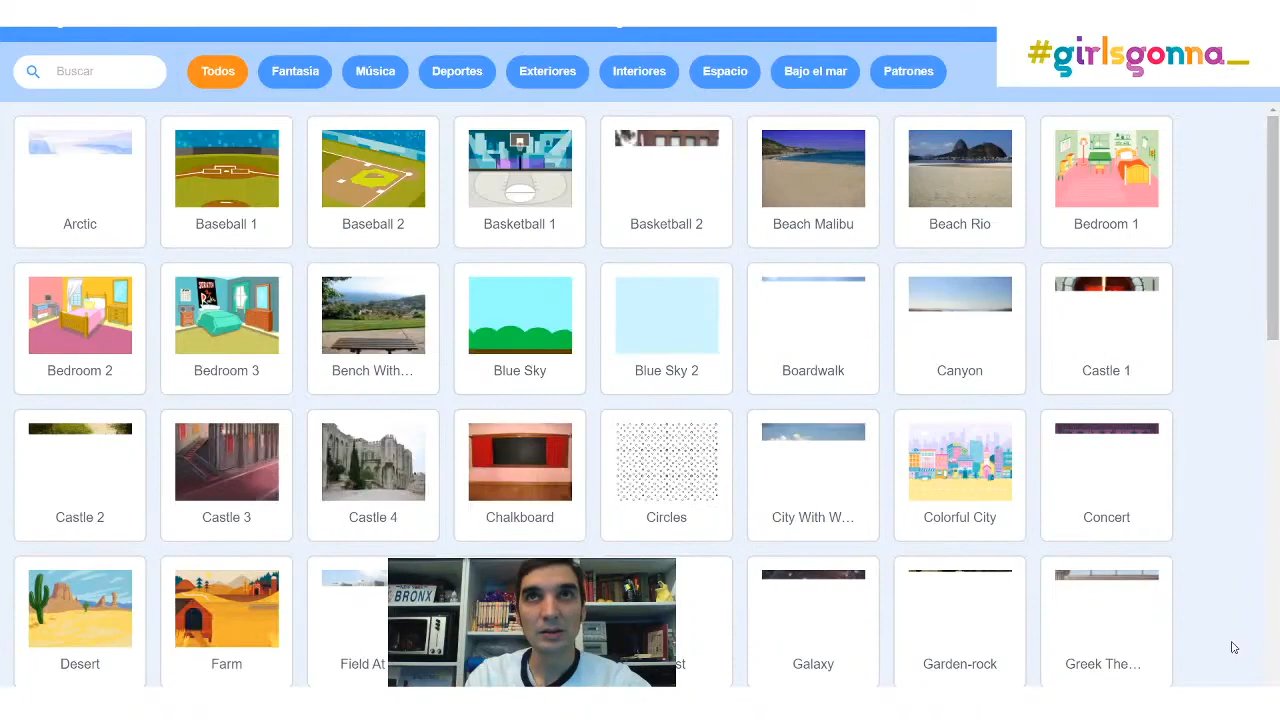 #girlsgonna_
Buscar
Todos
Fantasía
Música
Deportes
Exteriores
Interiores
Espacio
Bajo el mar
Patrones
Arctic
Baseball 1
Baseball 2
Basketball 1
Basketball 2
Beach Malibu
Beach Rio
Bedroom 1
Bedroom 2
Bedroom 3
Bench With…
Blue Sky
Blue Sky 2
Boardwalk
Canyon
Castle 1
Castle 2
Castle 3
Castle 4
Chalkboard
Circles
City With W…
Colorful City
Concert
Desert
Farm
Field At
st
Galaxy
Garden-rock
Greek The…
BRONX